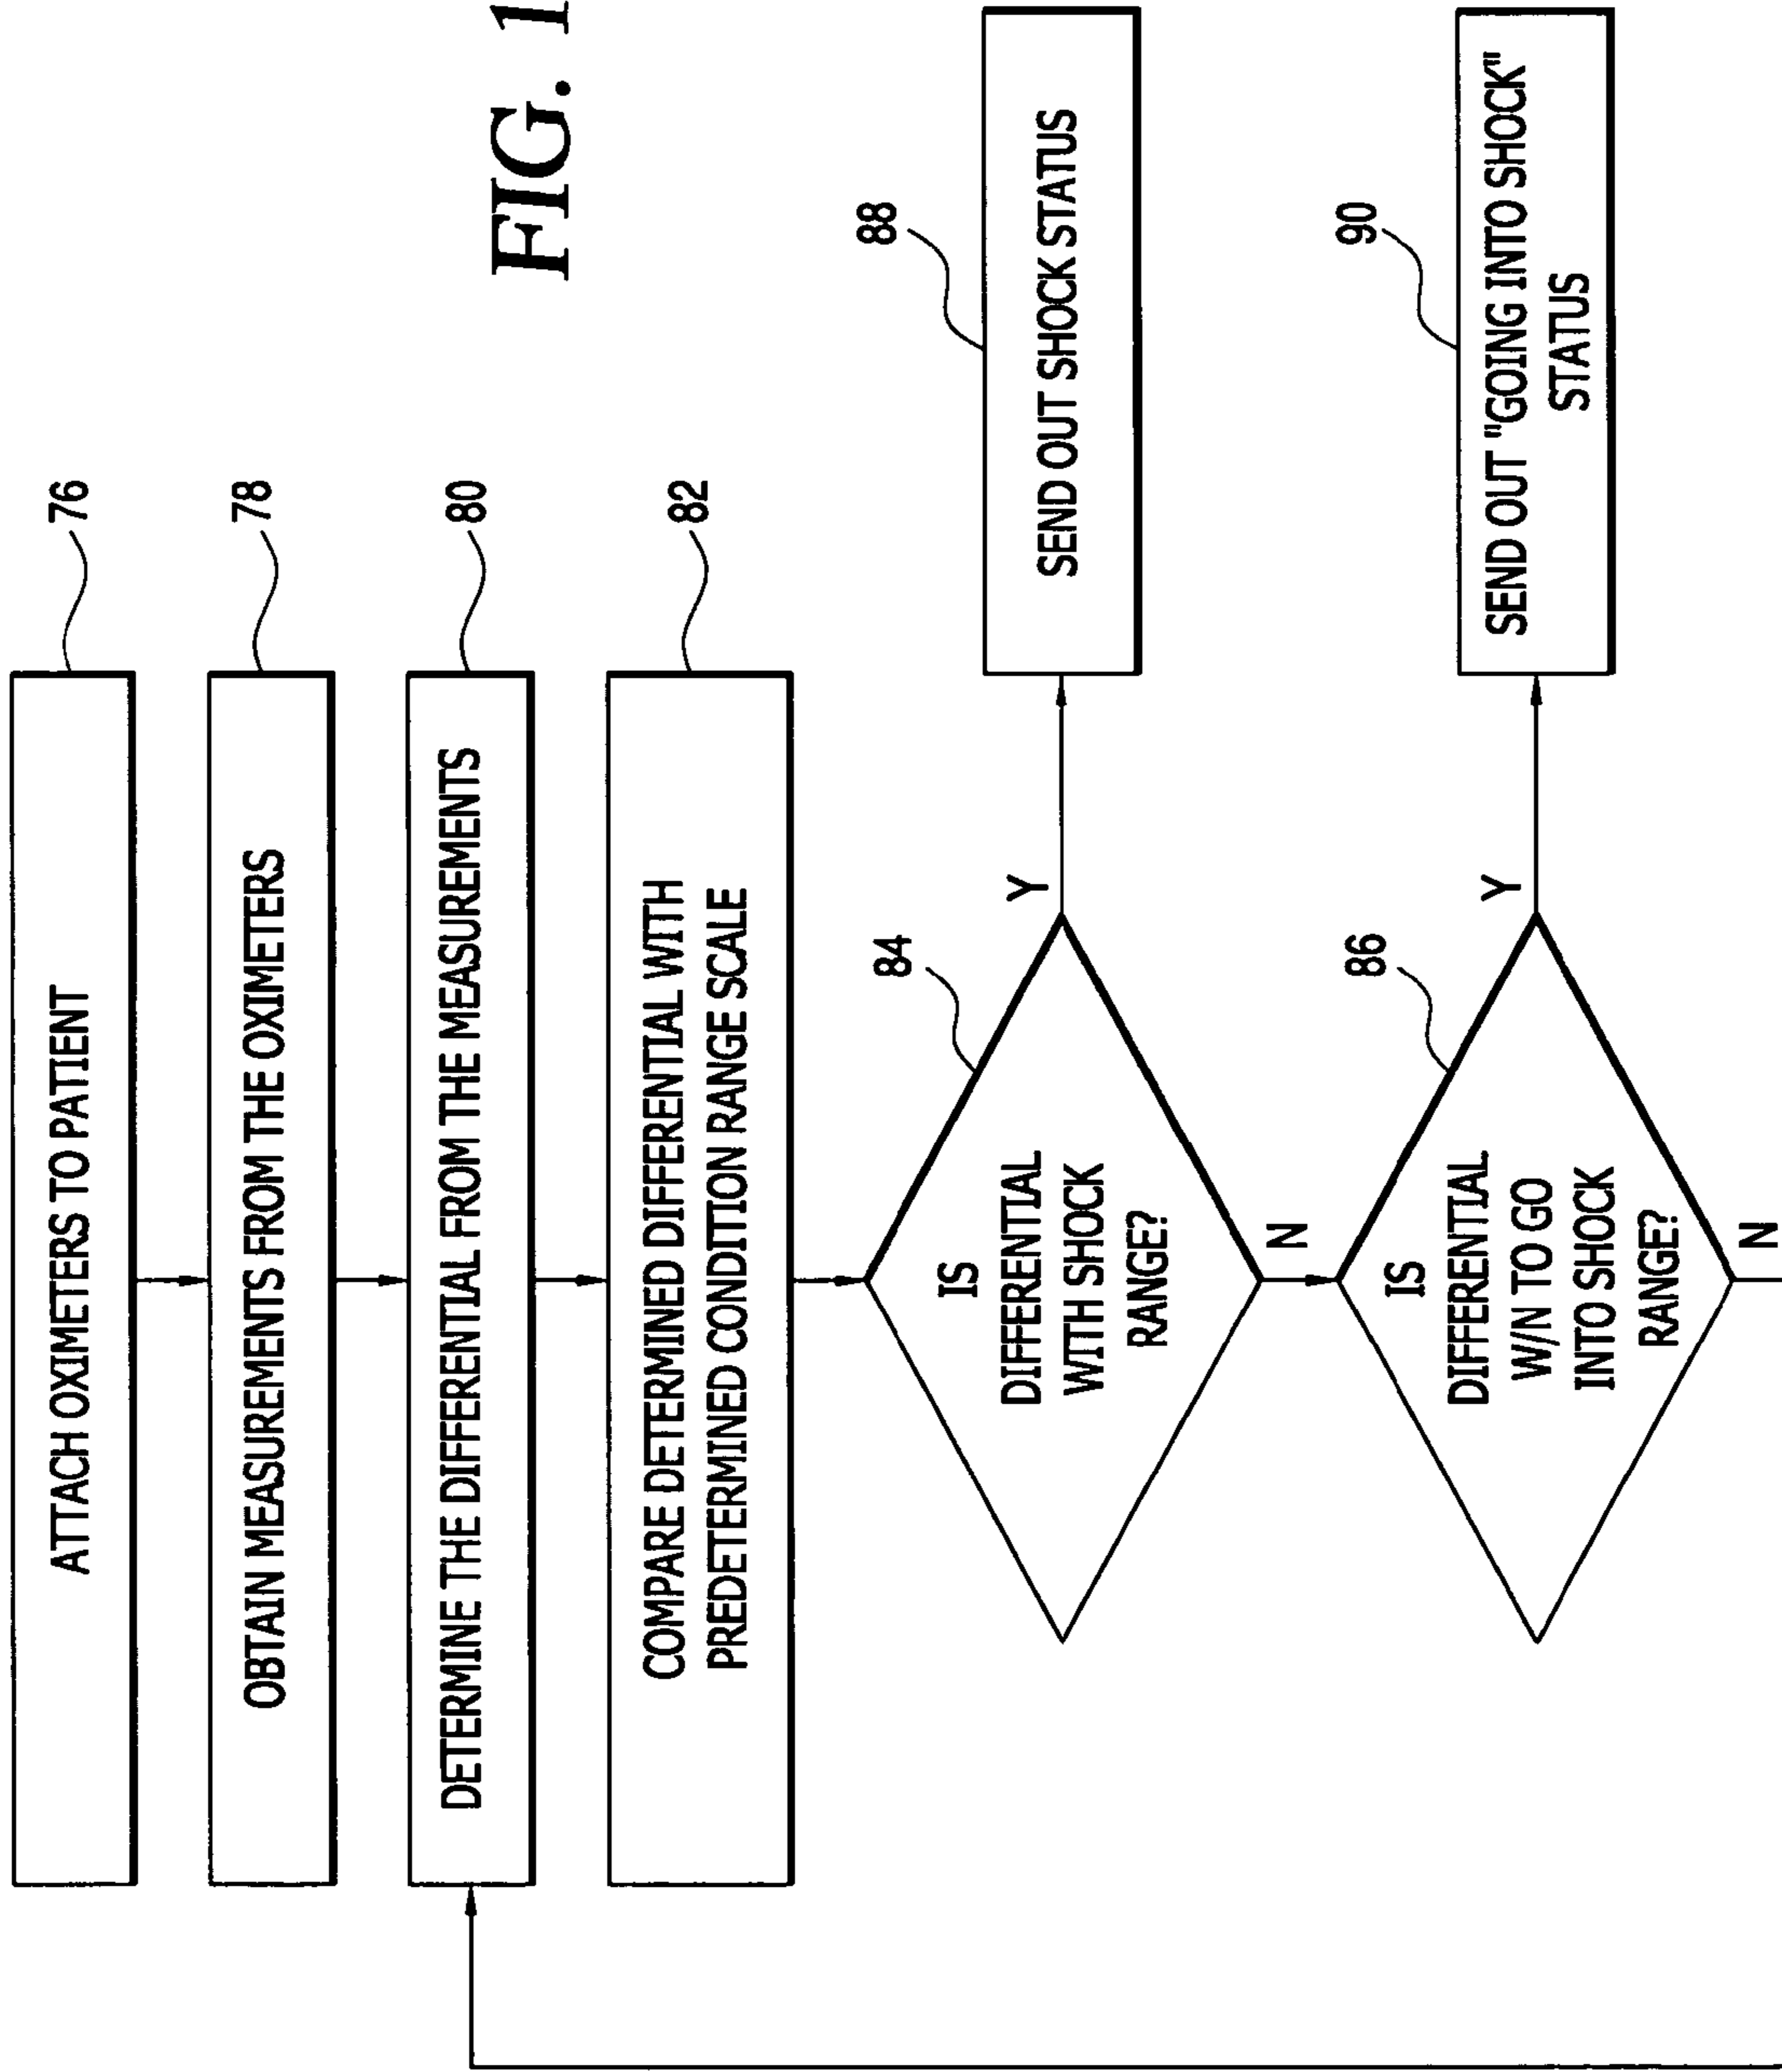 76
ATTACH OXIMETERS TO PATIENT
78
OBTAIN MEASUREMENTS FROM THE OXIMETERS
80
DETERMINE THE DIFFERENTIAL FROM THE MEASUREMENTS
FIG. 1
82
COMPARE DETERMINED DIFFERENTIAL WITH
PREDETERMINED CONDITION RANGE SCALE
84
IS
DIFFERENTIAL
WITH SHOCK
RANGE?
Y
N
88
SEND OUT SHOCK STATUS
86
IS
DIFFERENTIAL
W/N TO GO
INTO SHOCK
RANGE?
Y
N
90
SEND OUT "GOING INTO SHOCK"
STATUS